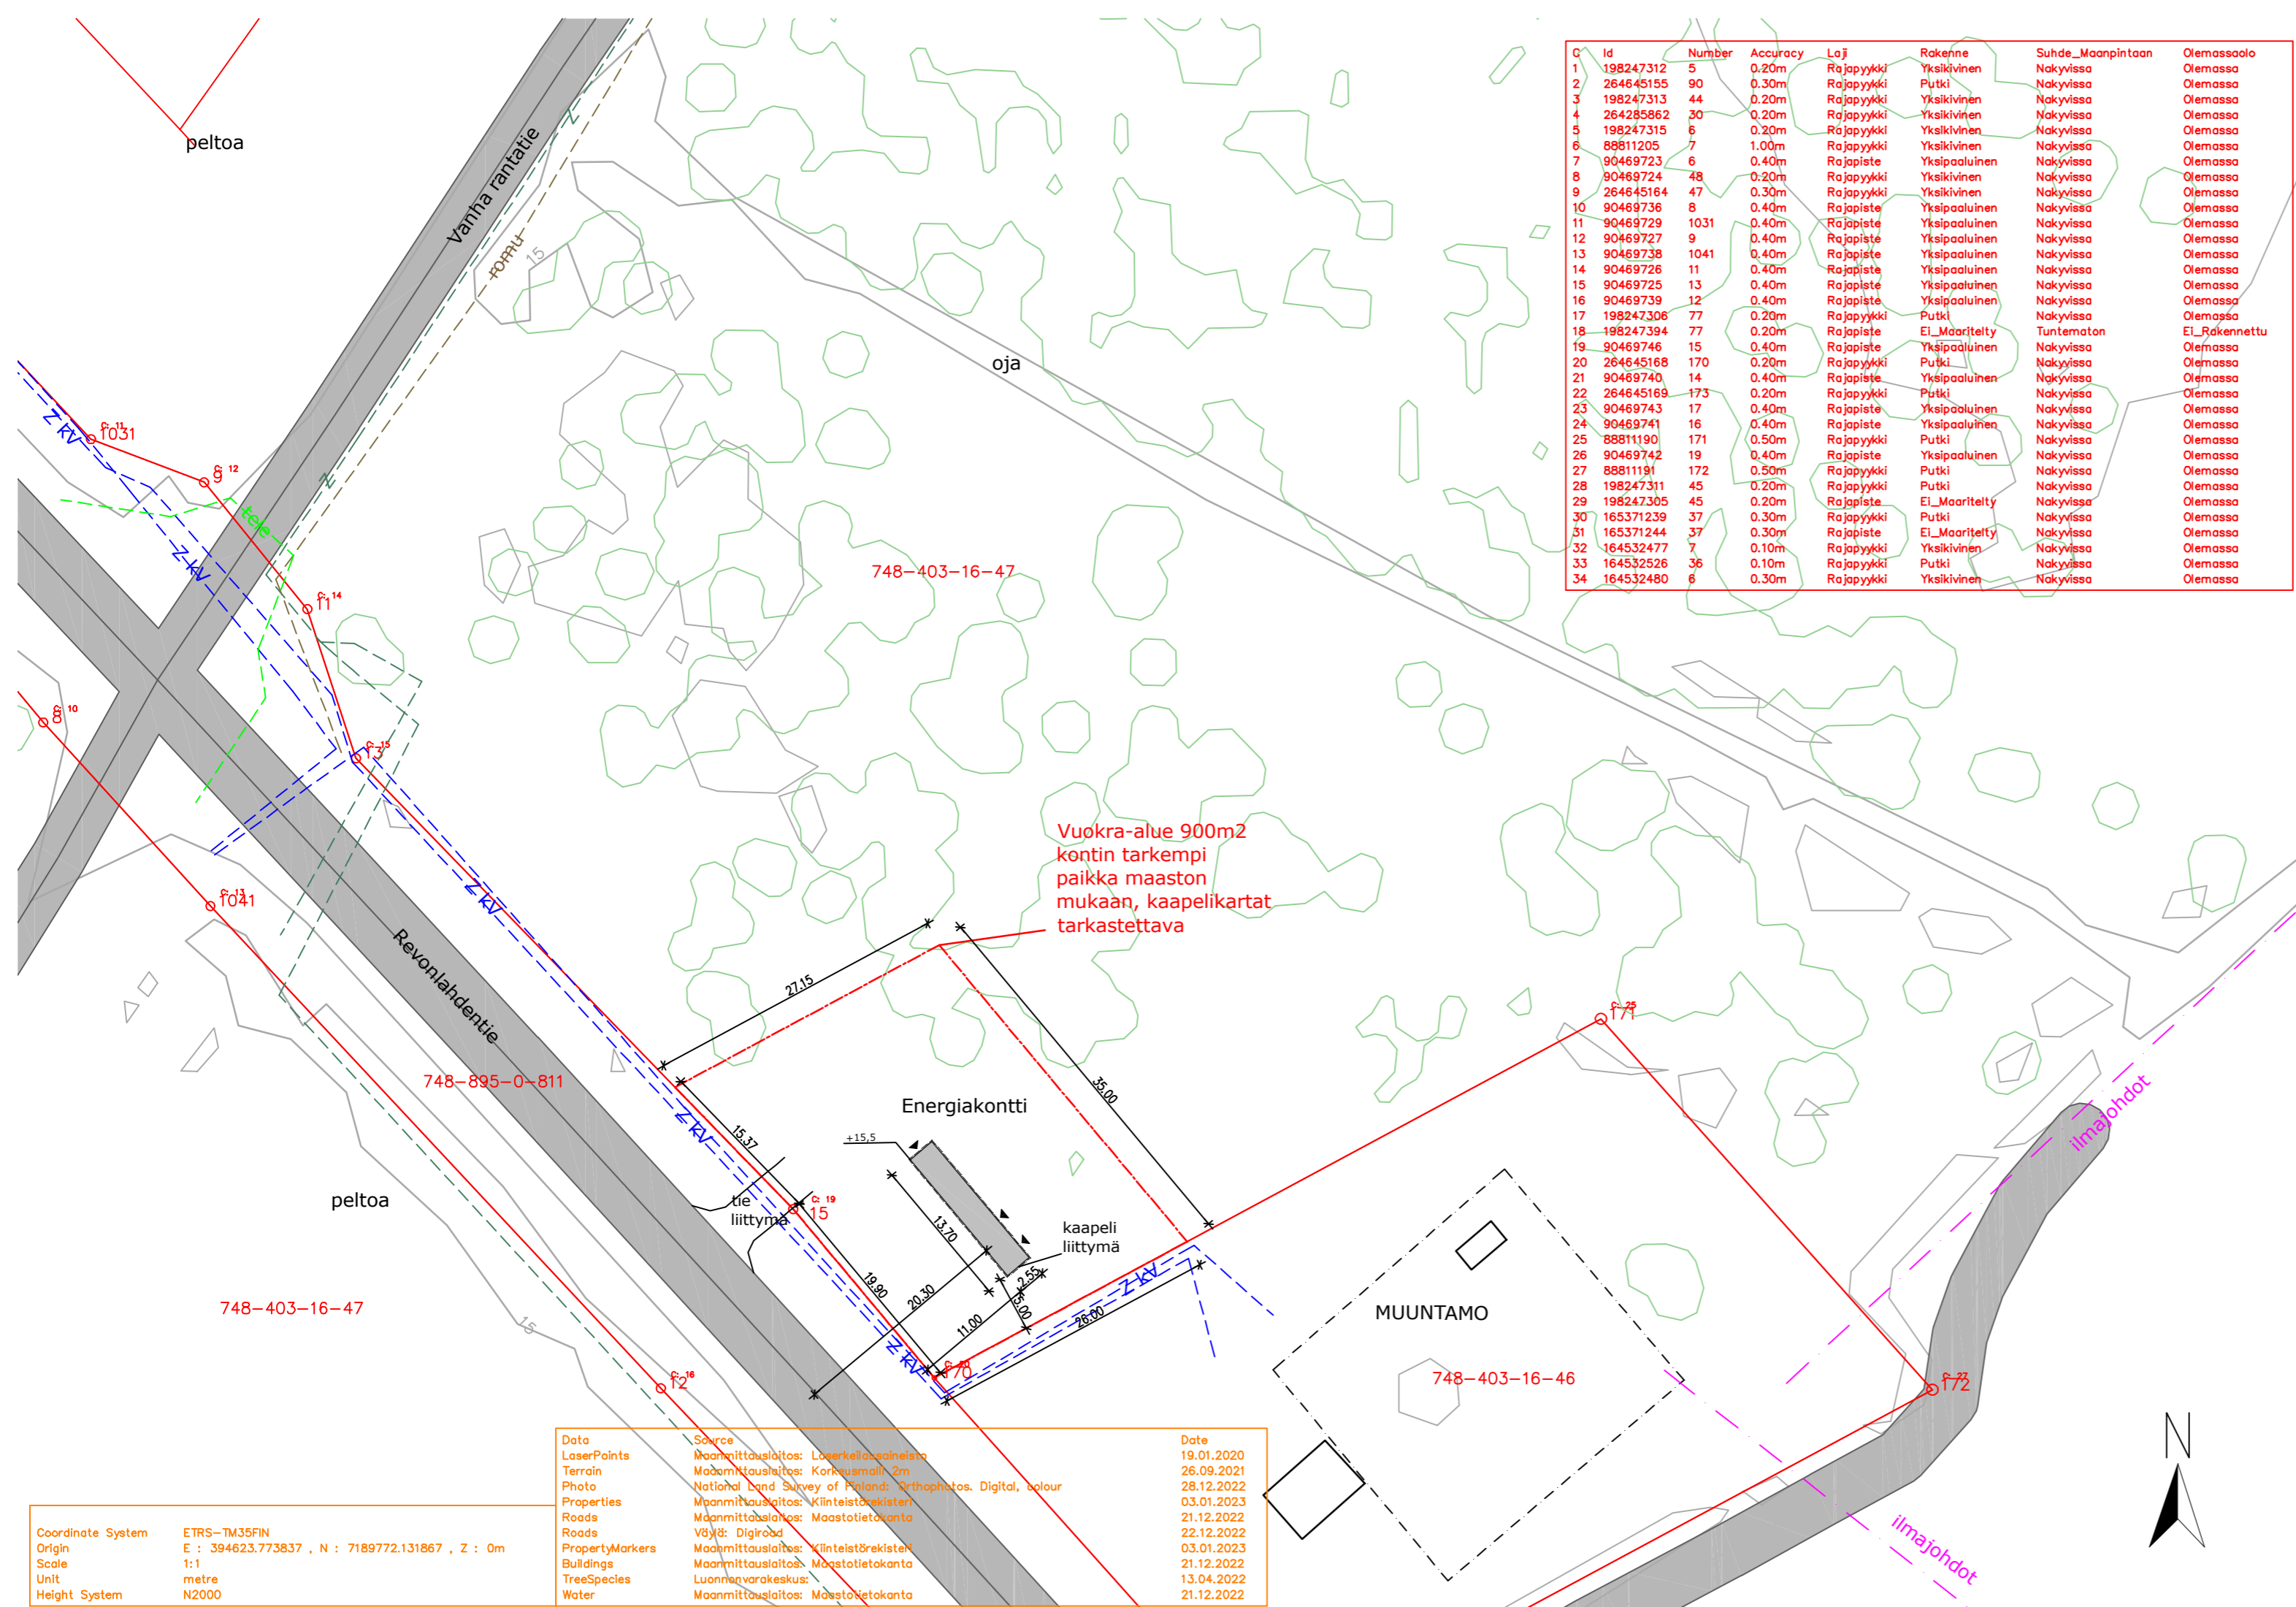 C Id Number Accuracy Laji Rakenne Suhde_Maanpintaan Olemassaolo
1 198247312 5 0.20m Rajapyykki Yksikivinen Nakyvissa Olemassa
2 264645155 90 0.30m Rajapyykki Putki Nakyvissa Olemassa
3 198247313 44 0.20m Rajapyykki Yksikivinen Nakyvissa Olemassa
4 264285862 30 0.20m Rajapyykki Yksikivinen Nakyvissa Olemassa
5 198247315 6 0.20m Rajapyykki Yksikivinen Nakyvissa Olemassa
6 88811205 7 1.00m Rajapyykki Yksikivinen Nakyvissa Olemassa
7 90469723 6 0.40m Rajapiste Yksipaaluinen Nakyvissa Olemassa
8 90469724 48 0.20m Rajapyykki Yksikivinen Nakyvissa Olemassa
9 264645164 47 0.30m Rajapyykki Yksikivinen Nakyvissa Olemassa
10 90469736 8 0.40m Rajapiste Yksipaaluinen Nakyvissa Olemassa
11 90469729 1031 0.40m Rajapiste Yksipaaluinen Nakyvissa Olemassa
12 90469727 9 0.40m Rajapiste Yksipaaluinen Nakyvissa Olemassa
13 90469738 1041 0.40m Rajapiste Yksipaaluinen Nakyvissa Olemassa
14 90469726 11 0.40m Rajapiste Yksipaaluinen Nakyvissa Olemassa
15 90469725 13 0.40m Rajapiste Yksipaaluinen Nakyvissa Olemassa
16 90469739 12 0.40m Rajapiste Yksipaaluinen Nakyvissa Olemassa
17 198247306 77 0.20m Rajapyykki Putki Nakyvissa Olemassa
18 198247394 77 0.20m Rajapiste Ei_Maaritelty Tuntematon Ei_Rakennettu
19 90469746 15 0.40m Rajapiste Yksipaaluinen Nakyvissa Olemassa
20 264645168 170 0.20m Rajapyykki Putki Nakyvissa Olemassa
21 90469740 14 0.40m Rajapiste Yksipaaluinen Nakyvissa Olemassa
22 264645169 173 0.20m Rajapyykki Putki Nakyvissa Olemassa
23 90469743 17 0.40m Rajapiste Yksipaaluinen Nakyvissa Olemassa
24 90469741 16 0.40m Rajapiste Yksipaaluinen Nakyvissa Olemassa
25 88811190 171 0.50m Rajapyykki Putki Nakyvissa Olemassa
26 90469742 19 0.40m Rajapiste Yksipaaluinen Nakyvissa Olemassa
27 88811191 172 0.50m Rajapyykki Putki Nakyvissa Olemassa
28 198247311 45 0.20m Rajapyykki Putki Nakyvissa Olemassa
29 198247305 45 0.20m Rajapiste Ei_Maaritelty Nakyvissa Olemassa
30 165371239 37 0.30m Rajapyykki Putki Nakyvissa Olemassa
31 165371244 37 0.30m Rajapiste Ei_Maaritelty Nakyvissa Olemassa
32 164532477 7 0.10m Rajapyykki Yksikivinen Nakyvissa Olemassa
33 164532526 36 0.10m Rajapyykki Putki Nakyvissa Olemassa
34 164532480 6 0.30m Rajapyykki Yksikivinen Nakyvissa Olemassa
peltoa
Vanha rantatie
romu
15
Z
Z
oja
C: 11
1031
C: 12
9
Z kV
tele
Z kV
748-403-16-47
C: 14
11
C: 10
8
C: 15
13
Z kV
C: 13
1041
Vuokra-alue 900m2
kontin tarkempi
paikka maaston
mukaan, kaapelikartat
tarkastettava
Revonlahdentie
27.15
C: 25
171
748-895-0-811
35.00
Energiakontti
+15,5
15.37
Z kV
ilmajohdot
peltoa
tie
liittymä
C: 19
15
13.70
kaapeli
liittymä
19.90
20.30
2.55
5.00
11.00
26.00
Z kV
748-403-16-47
15
MUUNTAMO
Z kV
C: 20
170
C: 16
12
748-403-16-46
C: 27
172
N
ilmajohdot
Data Source Date
LaserPoints Maanmittauslaitos: Laserkeilausaineisto 19.01.2020
Terrain Maanmittauslaitos: Korkeusmalli 2m 26.09.2021
Photo National Land Survey of Finland: Orthophotos. Digital, colour 28.12.2022
Properties Maanmittauslaitos: Kiinteistörekisteri 03.01.2023
Roads Maanmittauslaitos: Maastotietokanta 21.12.2022
Roads Väylä: Digiroad 22.12.2022
PropertyMarkers Maanmittauslaitos: Kiinteistörekisteri 03.01.2023
Buildings Maanmittauslaitos: Maastotietokanta 21.12.2022
TreeSpecies Luonnonvarakeskus: 13.04.2022
Water Maanmittauslaitos: Maastotietokanta 21.12.2022
Coordinate System ETRS-TM35FIN
Origin E : 394623.773837 , N : 7189772.131867 , Z : 0m
Scale 1:1
Unit metre
Height System N2000